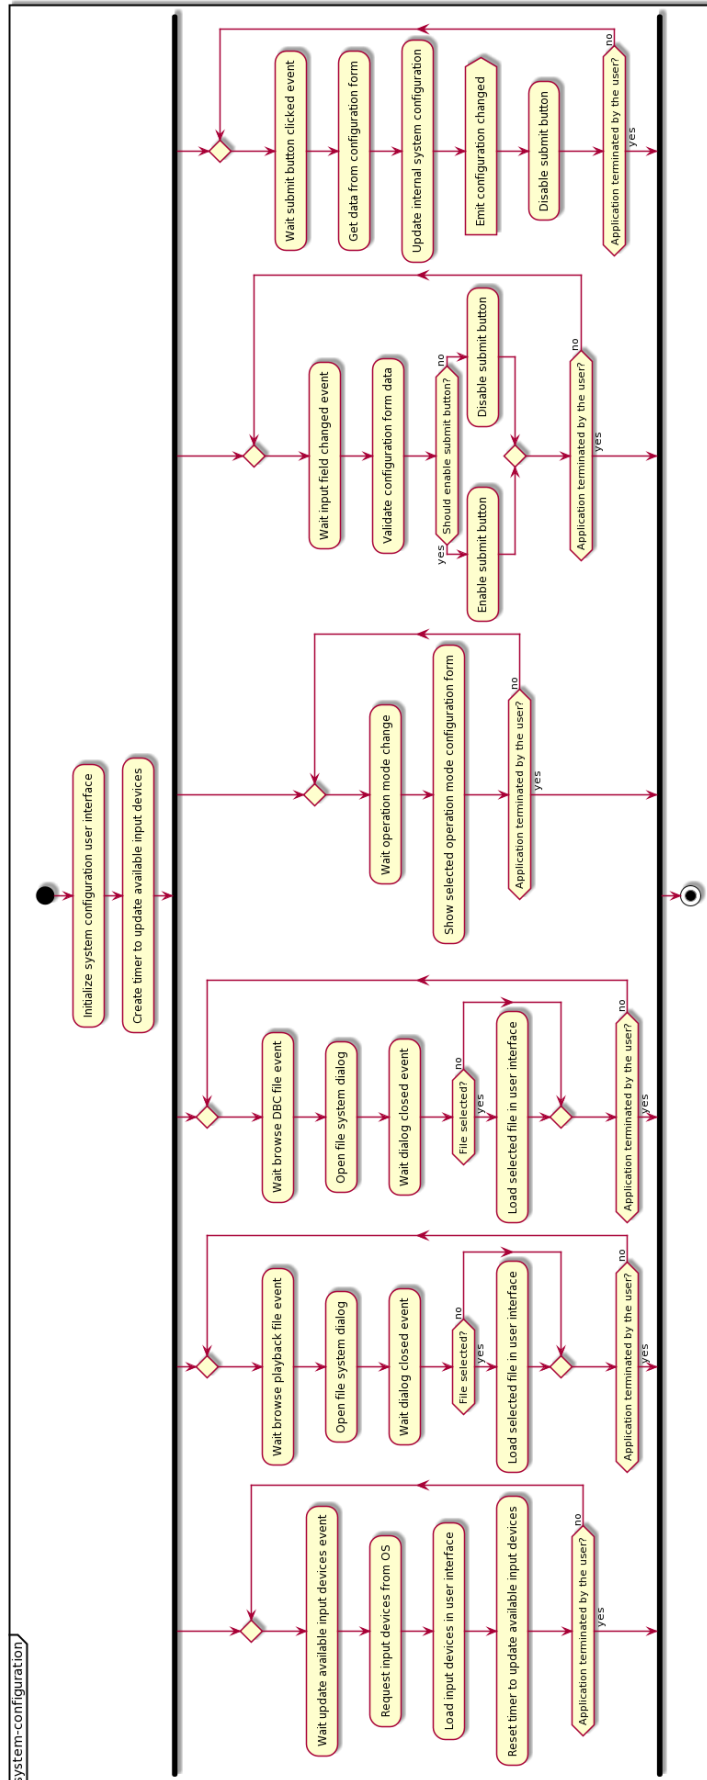 ystem-configuration
Initialize system configuration user interface
Create timer to update available input devices
Wait update available input devices event
Request input devices from OS
Load input devices in user interface
Reset timer to update available input devices
Application terminated by the user?
no
yes
Wait browse playback file event
Open file system dialog
Wait dialog closed event
File selected?
no
yes
Load selected file in user interface
Application terminated by the user?
no
yes
Wait browse DBC file event
Open file system dialog
Wait dialog closed event
File selected?
no
yes
Load selected file in user interface
Application terminated by the user?
no
yes
Wait operation mode change
Show selected operation mode configuration form
Application terminated by the user?
no
yes
Wait input field changed event
Validate configuration form data
yes
Should enable submit button?
no
Enable submit button
Disable submit button
Application terminated by the user?
no
yes
Wait submit button clicked event
Get data from configuration form
Update internal system configuration
Emit configuration changed
Disable submit button
Application terminated by the user?
no
yes